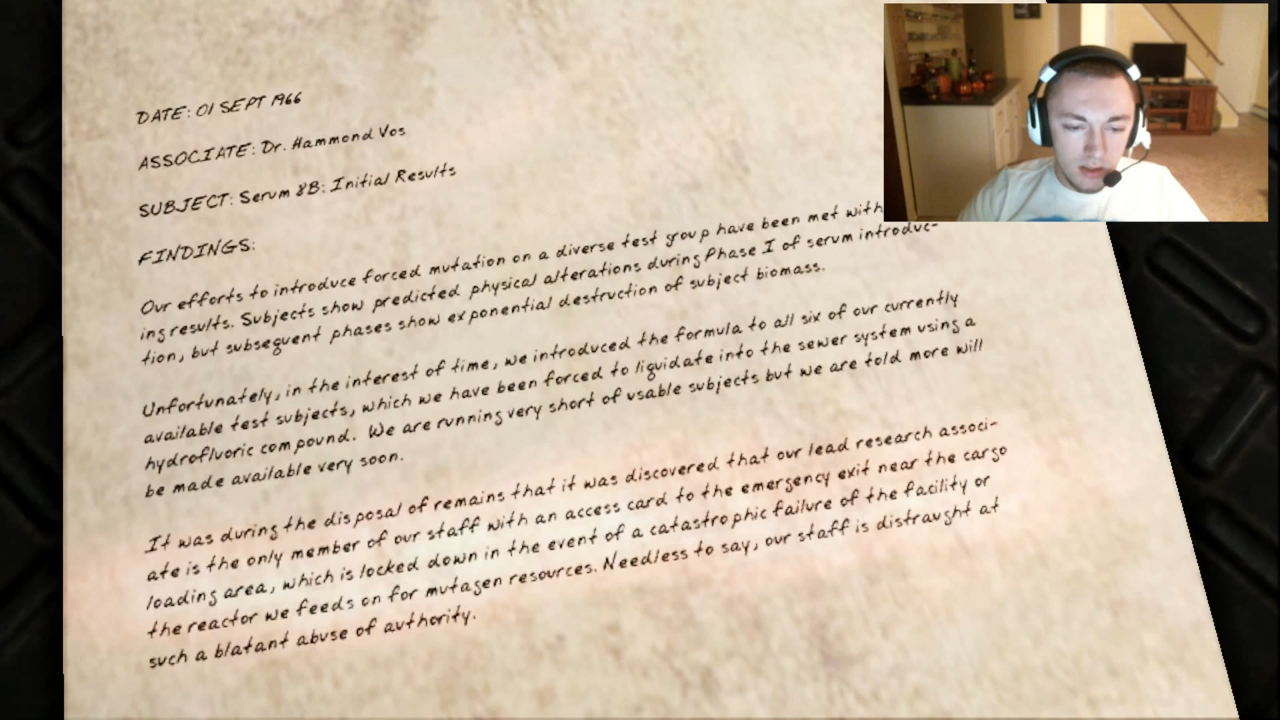 DATE: 01 SEPT 1966
ASSOCIATE: Dr. Hammond Vos
SUBJECT: Serum 8B: Initial Results
FINDINGS:
Our efforts to introduce forced mutation on a diverse test group have been met with
ing results. Subjects show predicted physical alterations during Phase I of serum introduc-
tion, but subsequent phases show exponential destruction of subject biomass.
Unfortunately, in the interest of time, we introduced the formula to all six of our currently
available test subjects, which we have been forced to liquidate into the sewer system using a
hydrofluoric compound. We are running very short of usable subjects but we are told more will
be made available very soon.
It was during the disposal of remains that it was discovered that our lead research associ-
ate is the only member of our staff with an access card to the emergency exit near the cargo
loading area, which is locked down in the event of a catastrophic failure of the facility or
the reactor we feeds on for mutagen resources. Needless to say, our staff is distraught at
such a blatant abuse of authority.